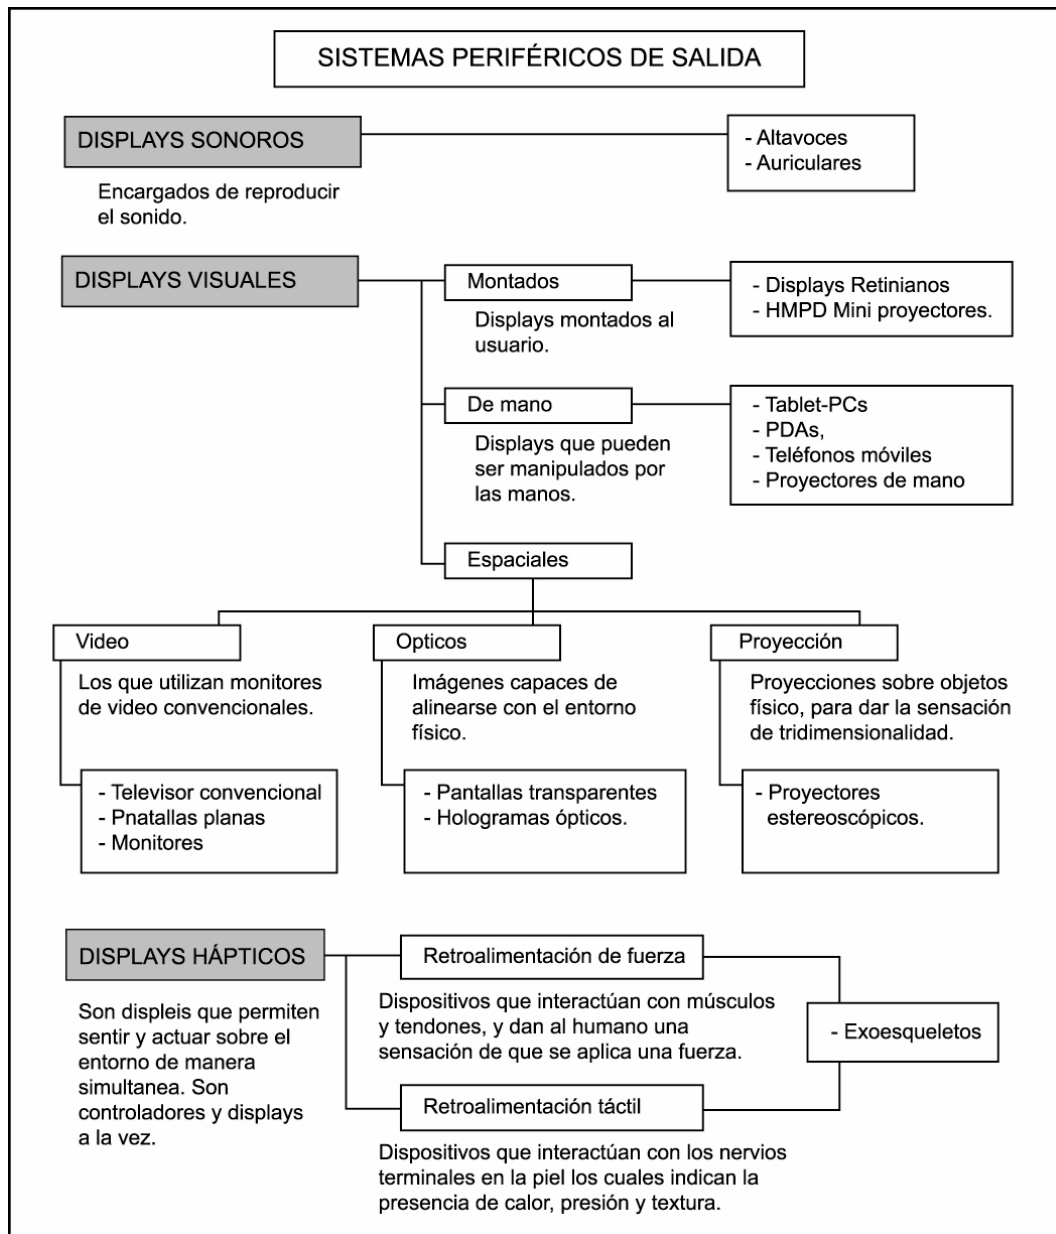 SISTEMAS PERIFÉRICOS DE SALIDA
DISPLAYS SONOROS
Encargados de reproducir
el sonido.
- Altavoces
- Auriculares
DISPLAYS VISUALES
Montados
Displays montados al
usuario.
- Displays Retinianos
- HMPD Mini proyectores.
De mano
Displays que pueden
ser manipulados por
las manos.
- Tablet-PCs
- PDAs,
- Teléfonos móviles
- Proyectores de mano
Espaciales
Video
Los que utilizan monitores
de video convencionales.
- Televisor convencional
- Pnatallas planas
- Monitores
Opticos
Imágenes capaces de
alinearse con el entorno
físico.
- Pantallas transparentes
- Hologramas ópticos.
Proyección
Proyecciones sobre objetos
físico, para dar la sensación
de tridimensionalidad.
- Proyectores
estereoscópicos.
DISPLAYS HÁPTICOS
Son displeis que permiten
sentir y actuar sobre el
entorno de manera
simultanea. Son
controladores y displays
a la vez.
Retroalimentación de fuerza
Dispositivos que interactúan con músculos
y tendones, y dan al humano una
sensación de que se aplica una fuerza.
Retroalimentación táctil
Dispositivos que interactúan con los nervios
terminales en la piel los cuales indican la
presencia de calor, presión y textura.
- Exoesqueletos